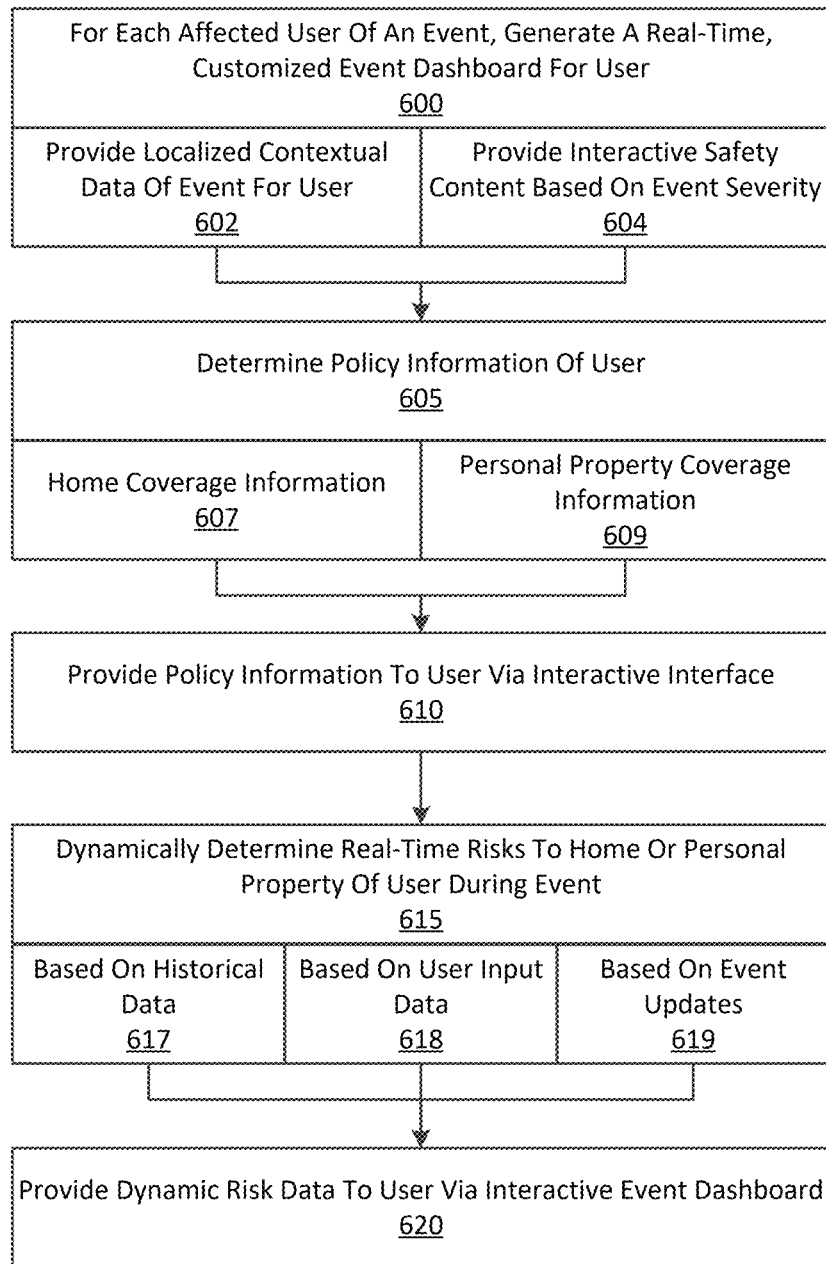 For Each Affected User Of An Event, Generate A Real-Time,
Customized Event Dashboard For User
600
Provide Localized Contextual
Data Of Event For User
602
Provide Interactive Safety
Content Based On Event Severity
604
Determine Policy Information Of User
605
Home Coverage Information
607
Personal Property Coverage
Information
609
Provide Policy Information To User Via Interactive Interface
610
Dynamically Determine Real-Time Risks To Home Or Personal
Property Of User During Event
615
Based On Historical
Data
617
Based On User Input
Data
618
Based On Event
Updates
619
Provide Dynamic Risk Data To User Via Interactive Event Dashboard
620